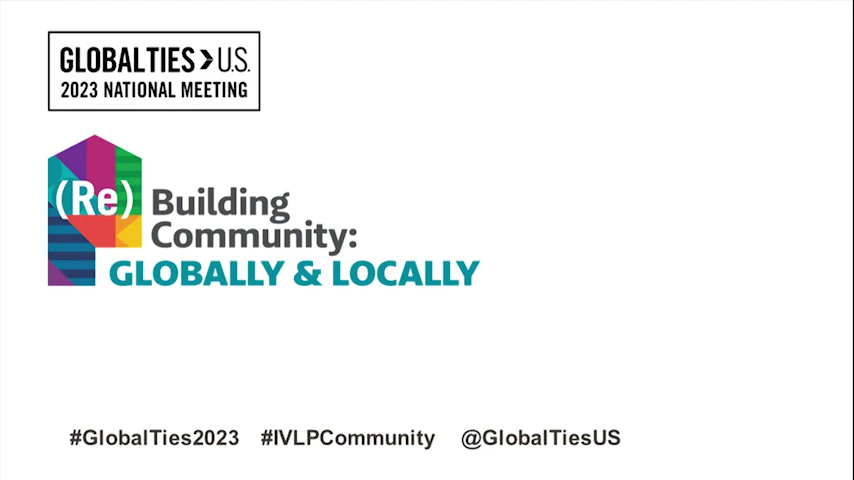 GLOBALTIES U.S.
2023 NATIONAL MEETING
(Re) Building
Community:
GLOBALLY & LOCALLY
#GlobalTies2023 #IVLPCommunity @GlobalTiesUS